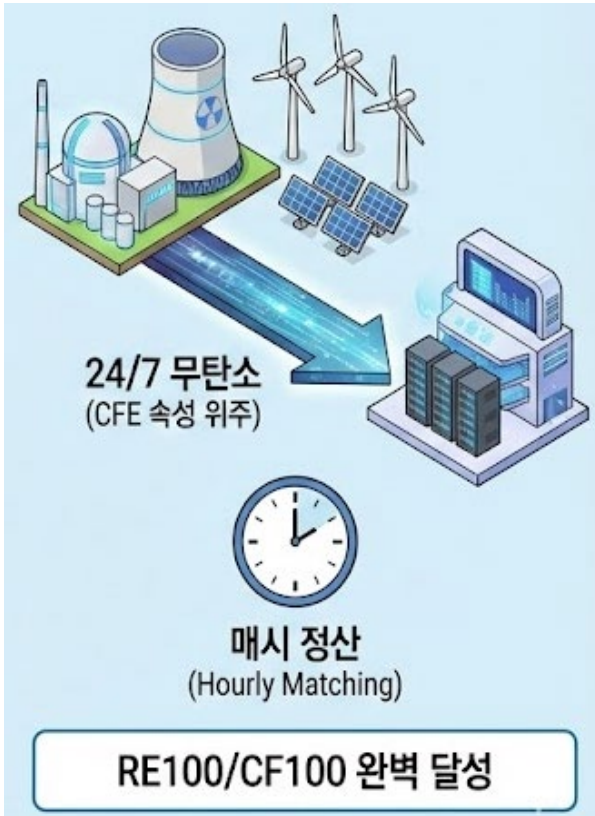 24/7 무탄소
(CFE 속성 위주)
매시 정산
(Hourly Matching)
RE100/CF100 완벽 달성